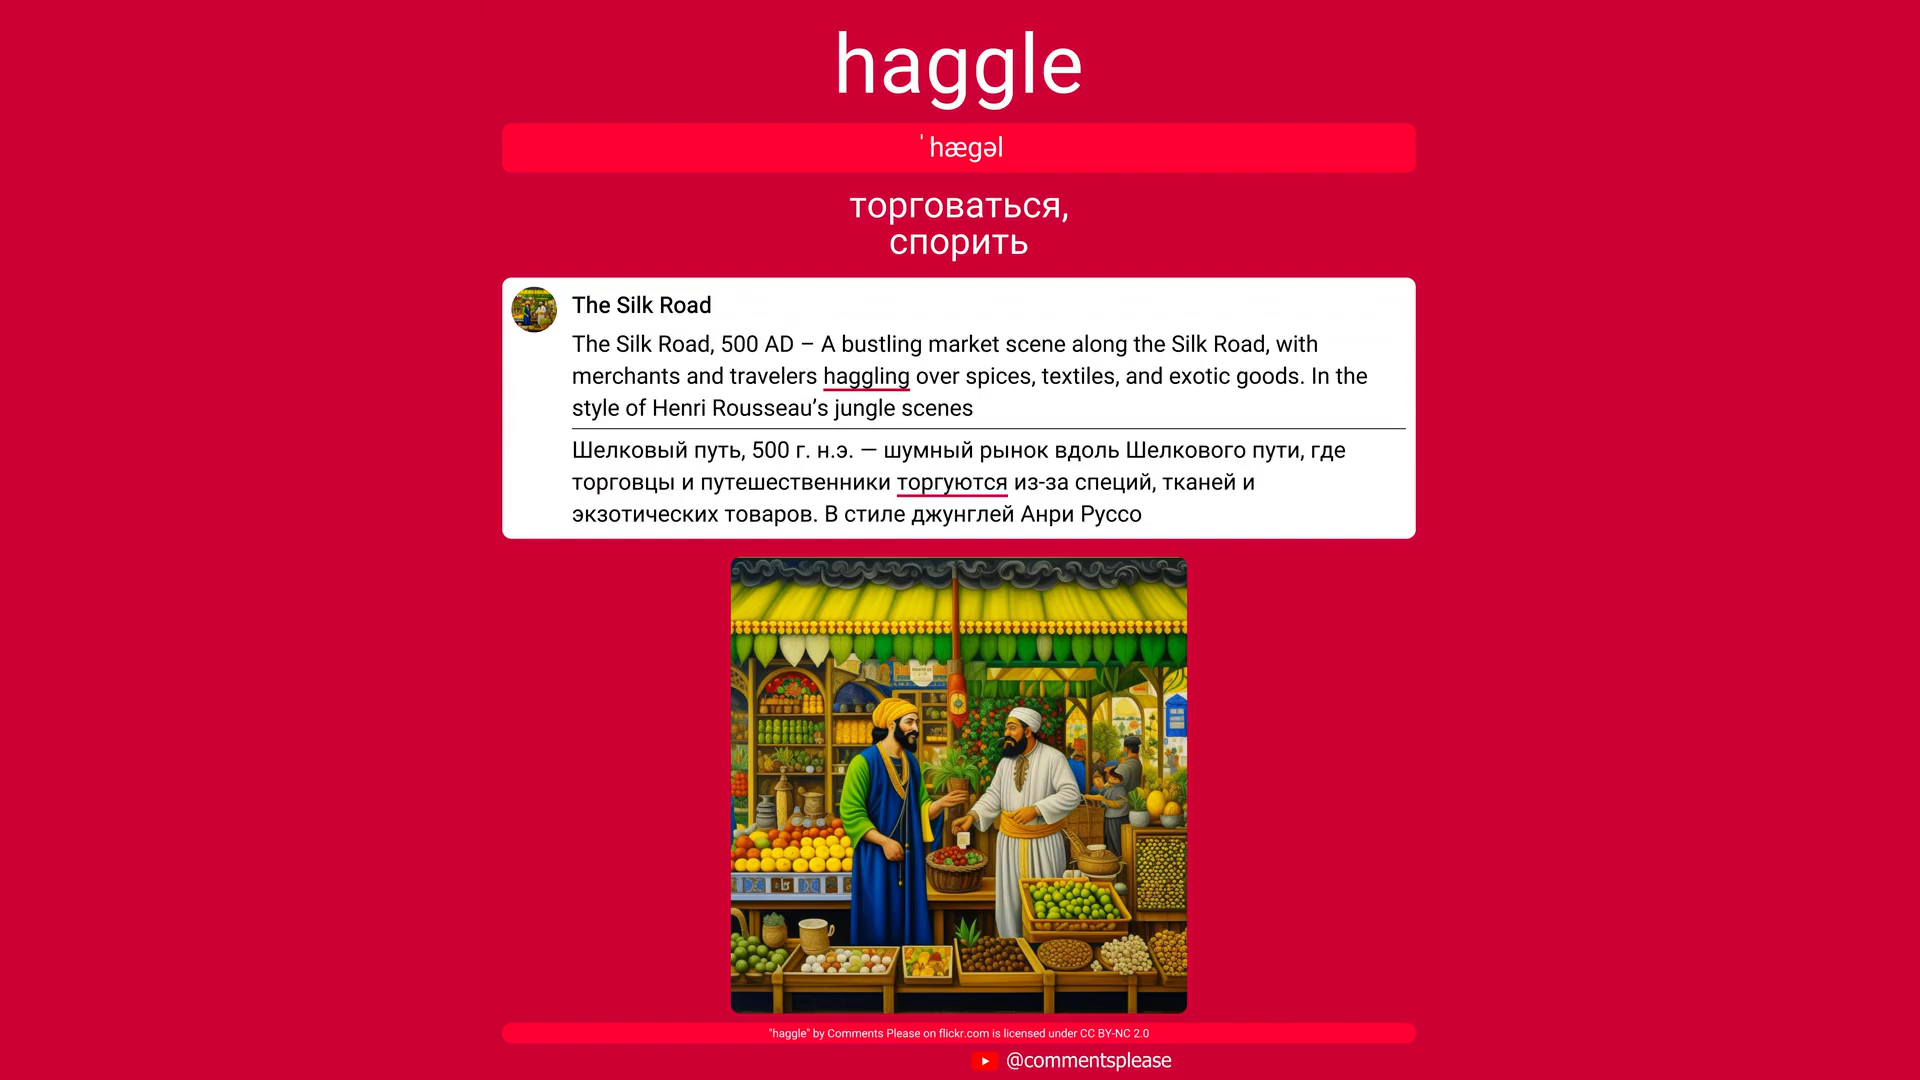 haggle
ˈhæɡəl
торговаться,
спорить
The Silk Road
The Silk Road, 500 AD – A bustling market scene along the Silk Road, with
merchants and travelers haggling over spices, textiles, and exotic goods. In the
style of Henri Rousseau’s jungle scenes
Шелковый путь, 500 г. н.э. — шумный рынок вдоль Шелкового пути, где
торговцы и путешественники торгуются из-за специй, тканей и
экзотических товаров. В стиле джунглей Анри Руссо
"haggle" by Comments Please on flickr.com is licensed under CC BY-NC 2.0
@commentsplease